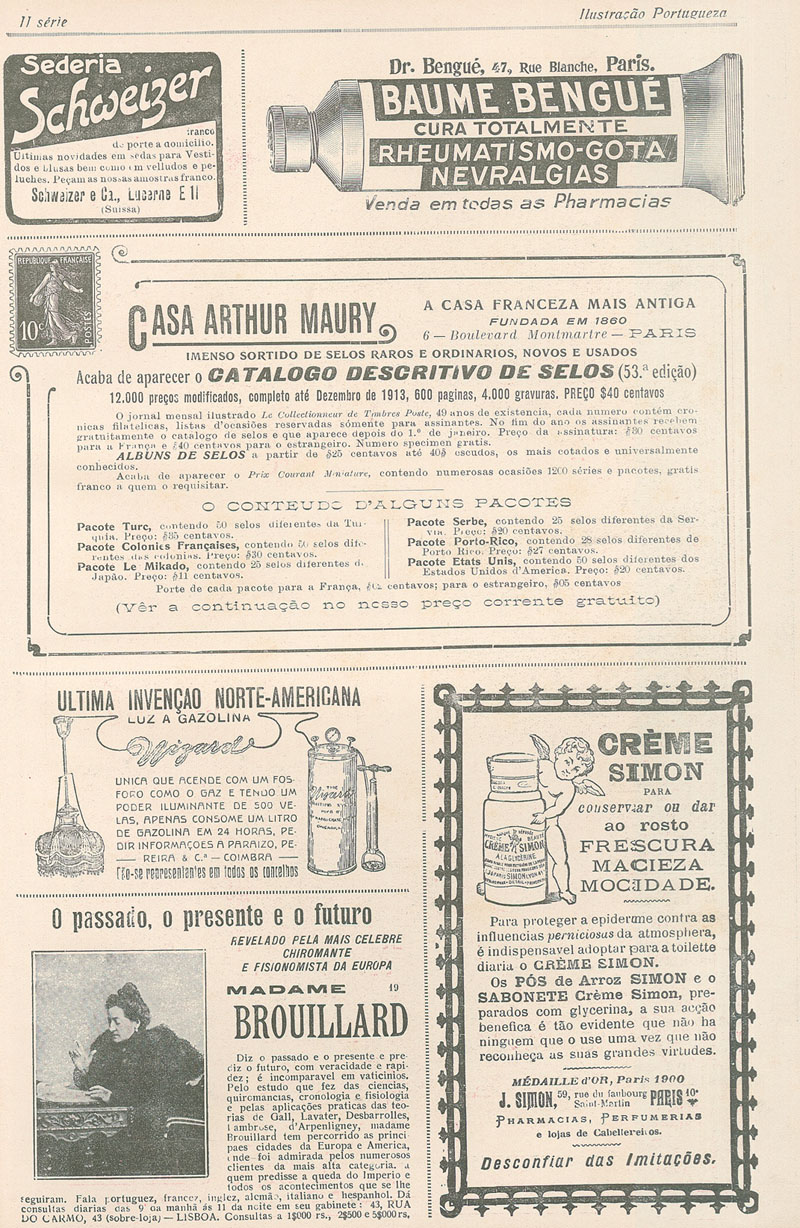 II série
Ilustração Portugueza
Sederia
Schweizer
franco
de porte a domicilio.
Ultimas novidades em sedas para Vesti-
dos e blusas bem como em velludos e pe-
luches. Peçam as nossas amostras franco.
Schweizer e Ca., Lucerne E 11
(Suissa)
Dr. Bengué, 47, Rue Blanche, Paris.
BAUME BENGUÉ
CURA TOTALMENTE
RHEUMATISMO-GOTA
NEVRALGIAS
Venda em todas as Pharmacias
REPUBLIQUE FRANÇAISE
10c
POSTES
CASA ARTHUR MAURY
A CASA FRANCEZA MAIS ANTIGA
FUNDADA EM 1860
6 — Boulevard Montmartre — PARIS
IMENSO SORTIDO DE SELOS RAROS E ORDINARIOS, NOVOS E USADOS
Acaba de aparecer o CATALOGO DESCRITIVO DE SELOS (53.ª edição)
12.000 preços modificados, completo até Dezembro de 1913, 600 paginas, 4.000 gravuras. PREÇO $40 centavos
O jornal mensal ilustrado Le Collectionneur de Timbres Poste, 49 anos de existencia, cada numero contém cro-
nicas filatelicas, listas d'ocasiões reservadas sómente para assinantes. No fim do ano os assinantes recebem
gratuitamente o catalogo de selos e que aparece depois do 1.º de janeiro. Preço da assinatura: $80 centavos
para a França e $40 centavos para o estrangeiro. Numero specimen gratis.
ALBUNS DE SELOS a partir de $25 centavos até 40$ escudos, os mais cotados e universalmente
conhecidos.
Acaba de aparecer o Prix Courant Miniature, contendo numerosas ocasiões 1200 séries e pacotes, gratis
franco a quem o requisitar.
O CONTEUDO D'ALGUNS PACOTES
Pacote Turc, contendo 50 selos diferentes da Tur-
quia. Preço: $85 centavos.
Pacote Colonies Françaises, contendo 50 selos dife-
rentes das colonias. Preço: $30 centavos.
Pacote Le Mikado, contendo 25 selos diferentes d.
Japão. Preço: $11 centavos.
Pacote Serbe, contendo 25 selos diferentes da Ser-
via. Preço: $20 centavos.
Pacote Porto-Rico, contendo 28 selos diferentes de
Porto Rico. Preço: $27 centavos.
Pacote Etats Unis, contendo 50 selos diferentes dos
Estados Unidos d'America. Preço: $20 centavos.
Porte de cada pacote para a França, centavos; para o estrangeiro, $05 centavos
(Vêr a continuação no nosso preço corrente gratuito)
ULTIMA INVENÇAO NORTE-AMERICANA
LUZ A GAZOLINA
Wizard
UNICA QUE ACENDE COM UM FOS-
FORO COMO O GAZ E TENDO UM
PODER ILUMINANTE DE 500 VE-
LAS, APENAS CONSOME UM LITRO
DE GAZOLINA EM 24 HORAS, PE-
DIR INFORMAÇÕES A PARAIZO, PE-
— REIRA & C.ª — COIMBRA —
Tão-se representantes em todos os concelhos
O passado, o presente e o futuro
REVELADO PELA MAIS CELEBRE
CHIROMANTE
E FISIONOMISTA DA EUROPA
MADAME 19
BROUILLARD
Diz o passado e o presente e pre-
diz o futuro, com veracidade e rapi-
dez; é incomparavel em vaticinios.
Pelo estudo que fez das ciencias,
quiromancias, cronologia e fisiologia
e pelas aplicações praticas das teo-
rias de Gall, Lavater, Desbarrolles,
Lambrose, d'Arpenligney, madame
Brouillard tem percorrido as princi-
paes cidades da Europa e America,
onde foi admirada pelos numerosos
clientes da mais alta categoria. a
quem predisse a queda do Imperio e
todos os acontecimentos que se lhe
seguiram. Fala portuguez, francez, inglez, alemão, italiano e hespanhol. Dá
consultas diarias das 9 da manhã ás 11 da noite em seu gabinete: 43, RUA
DO CARMO, 43 (sobre-loja) — LISBOA. Consultas a 1$000 rs., 2$500 e 5$000 rs,
CRÈME
SIMON
PARA
conservar ou dar
ao rosto
FRESCURA
MACIEZA
MOCIDADE.
CRÈME SIMON
A LA GLYCERINE
Para proteger a epiderme contra as
influencias perniciosas da atmosphera,
é indispensavel adoptar para a toilette
diaria o CRÈME SIMON.
Os PÓS de Arroz SIMON e o
SABONETE Crème Simon, pre-
parados com glycerina, a sua acção
benefica é tão evidente que não ha
ninguem que o use uma vez que não
reconheça as suas grandes virtudes.
MÉDAILLE d'OR, Paris 1900
J. SIMON, 59, rue du faubourg Saint-Martin PARIS 10e
PHARMACIAS, PERFUMERIAS
e lojas de Cabelleireiros.
Desconfiar das Imitações.